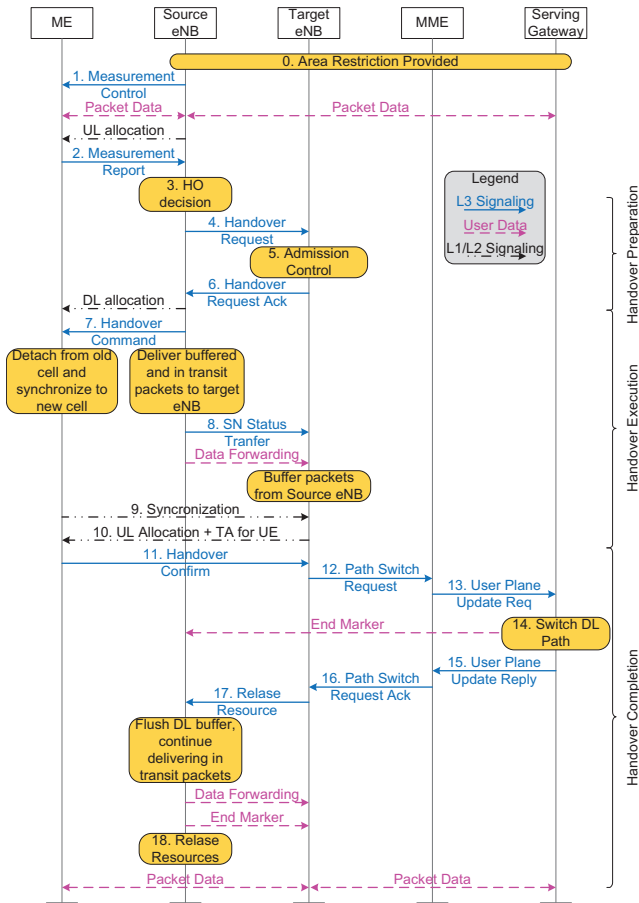 ME
Source
eNB
Target
eNB
MME
Serving
Gateway
0. Area Restriction Provided
1. Measurement
Control
Packet Data
Packet Data
UL allocation
2. Measurement
Report
3. HO
decision
Legend
L3 Signaling
User Data
L1/L2 Signaling
4. Handover
Request
5. Admission
Control
6. Handover
Request Ack
DL allocation
Handover Preparation
7. Handover
Command
Detach from old
cell and
synchronize to
new cell
Deliver buffered
and in transit
packets to target
eNB
8. SN Status
Tranfer
Data Forwarding
Buffer packets
from Source eNB
Handover Execution
9. Syncronization
10. UL Allocation + TA for UE
11. Handover
Confirm
12. Path Switch
Request
13. User Plane
Update Req
End Marker
14. Switch DL
Path
15. User Plane
Update Reply
16. Path Switch
Request Ack
17. Relase
Resource
Flush DL buffer,
continue
delivering in
transit packets
Data Forwarding
End Marker
18. Relase
Resources
Handover Completion
Packet Data
Packet Data